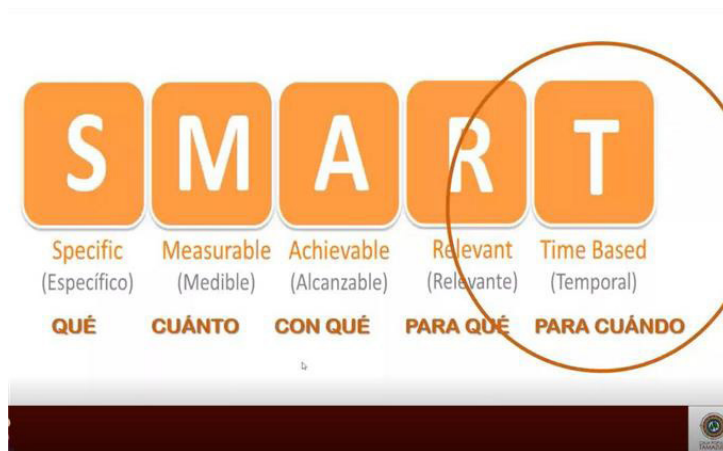 S M A R T
Specific Measurable Achievable Relevant Time Based
(Específico) (Medible) (Alcanzable) (Relevante) (Temporal)
QUÉ CUÁNTO CON QUÉ PARA QUÉ PARA CUÁNDO